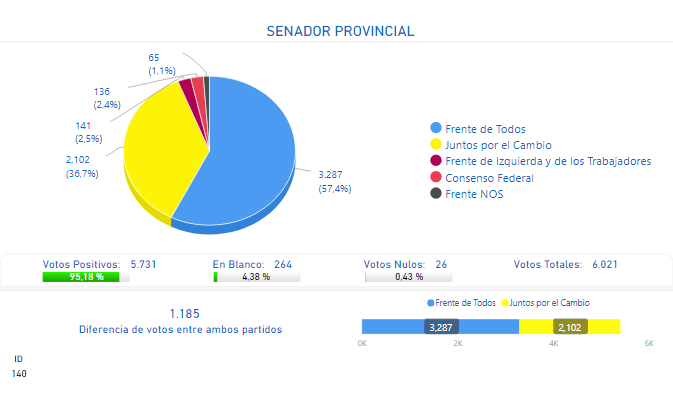 SENADOR PROVINCIAL
65
(1,1%)
136
(2,4%)
141
(2,5%)
2.102
(36,7%)
3.287
(57,4%)
Frente de Todos
Juntos por el Cambio
Frente de Izquierda y de los Trabajadores
Consenso Federal
Frente NOS
Votos Positivos: 5.731
95,18 %
En Blanco: 264
4,38 %
Votos Nulos: 26
0,43 %
Votos Totales: 6.021
1.185
Diferencia de votos entre ambos partidos
Frente de Todos Juntos por el Cambio
3,287 2,102
0K 2K 4K 6K
ID
140